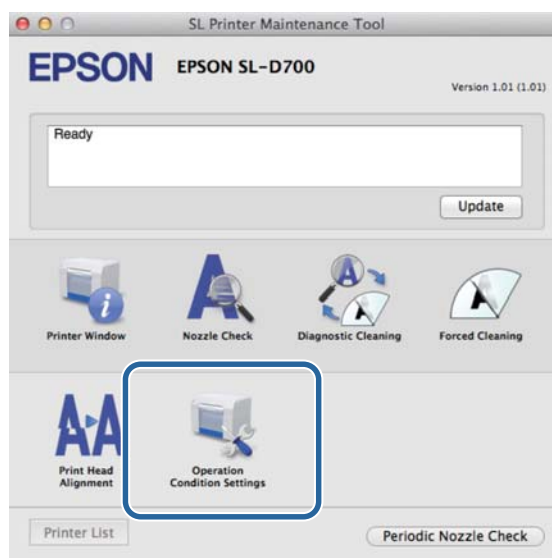 SL Printer Maintenance Tool
EPSON EPSON SL-D700
Version 1.01 (1.01)
Ready
Update
Printer Window Nozzle Check Diagnostic Cleaning Forced Cleaning
Print Head Operation
Alignment Condition Settings
Printer List Periodic Nozzle Check